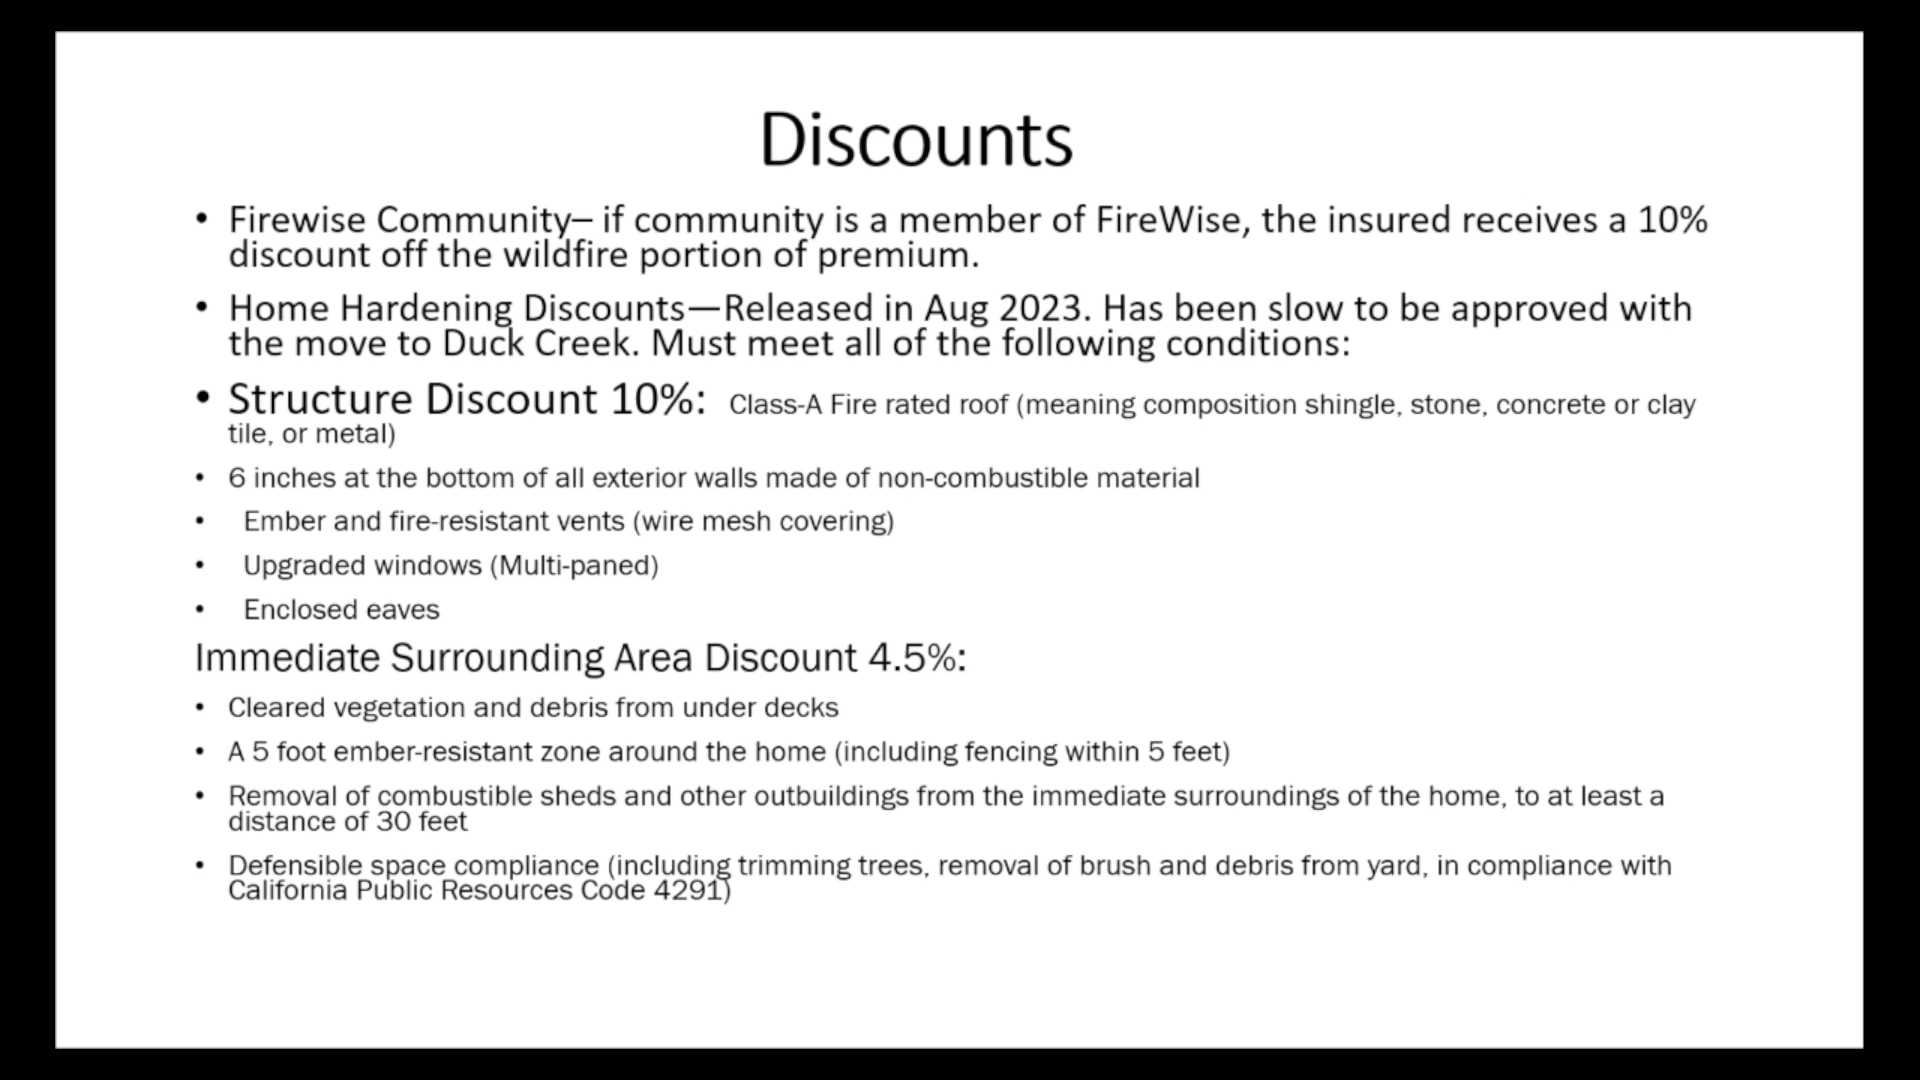 Discounts
• Firewise Community– if community is a member of FireWise, the insured receives a 10%
discount off the wildfire portion of premium.
• Home Hardening Discounts—Released in Aug 2023. Has been slow to be approved with
the move to Duck Creek. Must meet all of the following conditions:
• Structure Discount 10%: Class-A Fire rated roof (meaning composition shingle, stone, concrete or clay
tile, or metal)
• 6 inches at the bottom of all exterior walls made of non-combustible material
• Ember and fire-resistant vents (wire mesh covering)
• Upgraded windows (Multi-paned)
• Enclosed eaves
Immediate Surrounding Area Discount 4.5%:
• Cleared vegetation and debris from under decks
• A 5 foot ember-resistant zone around the home (including fencing within 5 feet)
• Removal of combustible sheds and other outbuildings from the immediate surroundings of the home, to at least a
distance of 30 feet
• Defensible space compliance (including trimming trees, removal of brush and debris from yard, in compliance with
California Public Resources Code 4291)